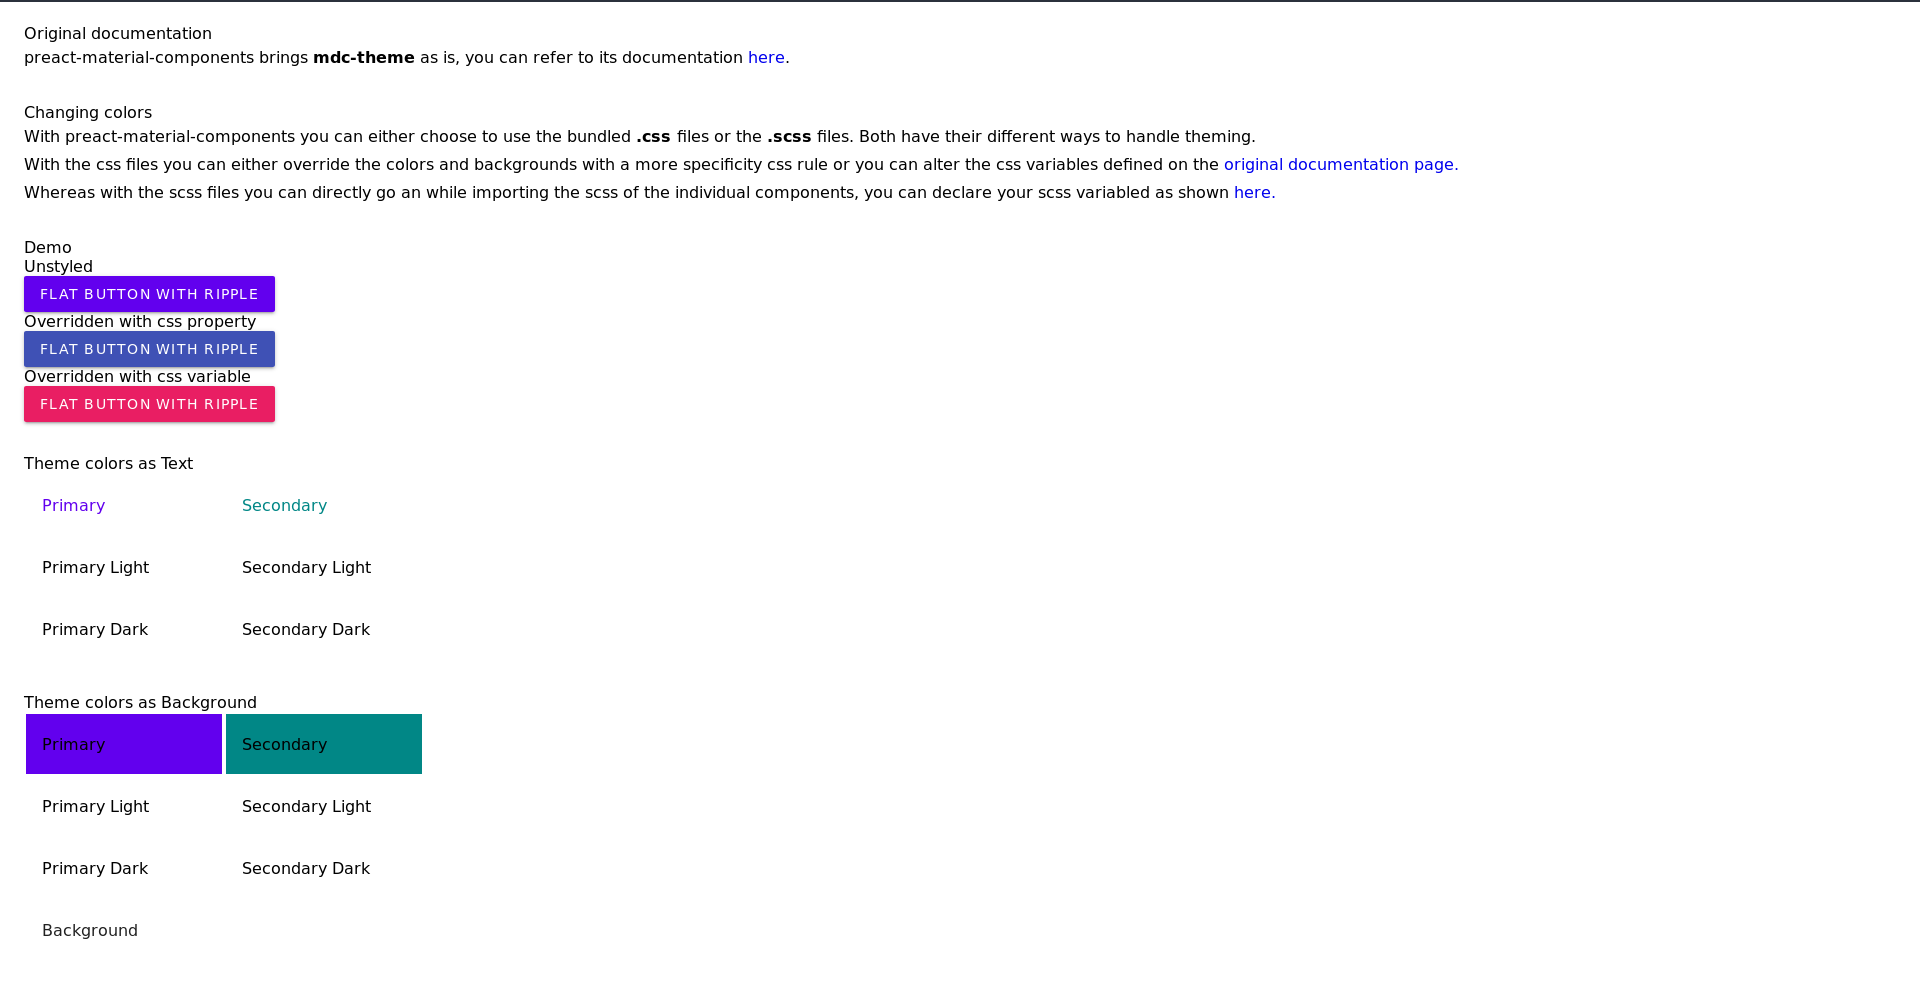 Original documentation
preact-material-components brings mdc-theme as is, you can refer to its documentation here.
Changing colors
With preact-material-components you can either choose to use the bundled .css files or the .scss files. Both have their different ways to handle theming.
With the css files you can either override the colors and backgrounds with a more specificity css rule or you can alter the css variables defined on the original documentation page.
Whereas with the scss files you can directly go an while importing the scss of the individual components, you can declare your scss variabled as shown here.
Demo
Unstyled
FLAT BUTTON WITH RIPPLE
Overridden with css property
FLAT BUTTON WITH RIPPLE
Overridden with css variable
FLAT BUTTON WITH RIPPLE
Theme colors as Text
Primary Secondary
Primary Light Secondary Light
Primary Dark Secondary Dark
Theme colors as Background
Primary Secondary
Primary Light Secondary Light
Primary Dark Secondary Dark
Background